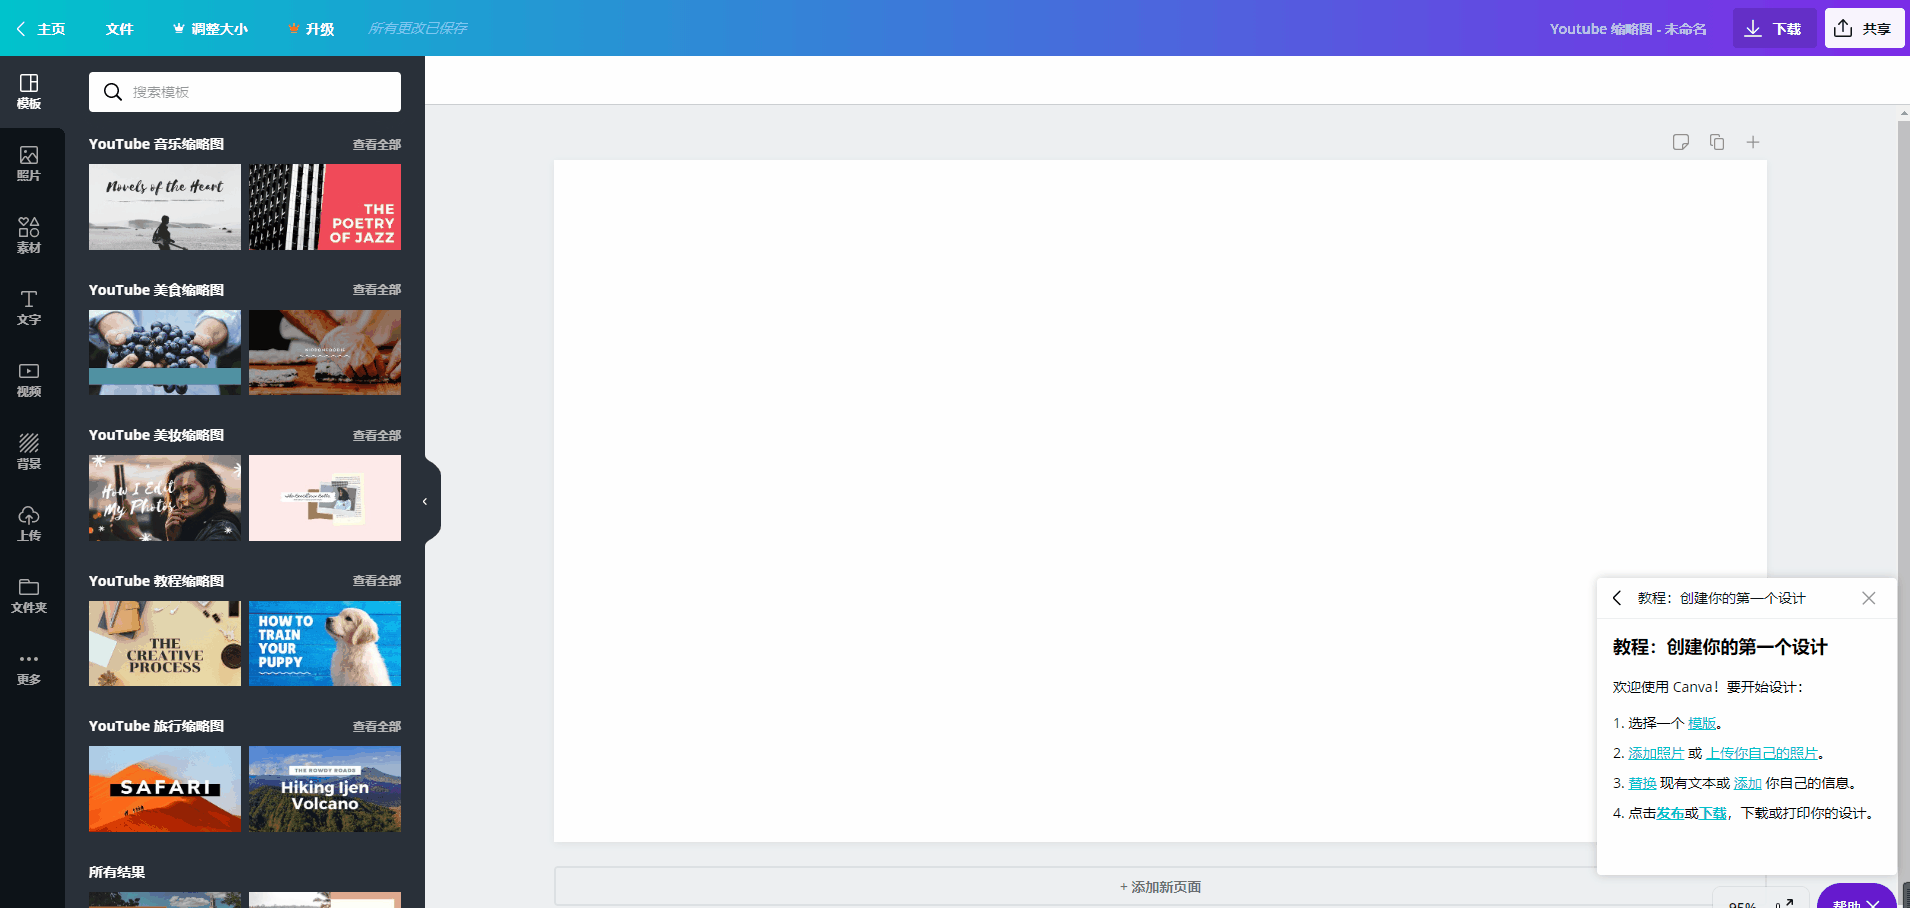 主页
文件
调整大小
升级
所有更改已保存
Youtube 缩略图 - 未命名
下载
共享
模板
照片
素材
文字
视频
背景
上传
文件夹
更多
搜索模板
YouTube 音乐缩略图
查看全部
Novels of the Heart
THE
POETRY
OF JAZZ
YouTube 美食缩略图
查看全部
YouTube 美妆缩略图
查看全部
How I Edit
My Photos
YouTube 教程缩略图
查看全部
THE
CREATIVE
PROCESS
HOW TO
TRAIN
YOUR
PUPPY
YouTube 旅行缩略图
查看全部
SAFARI
THE ROWDY ROADS
Hiking Ijen
Volcano
所有结果
+ 添加新页面
教程：创建你的第一个设计
教程：创建你的第一个设计
欢迎使用 Canva！要开始设计：
1. 选择一个 模版。
2. 添加照片 或 上传你自己的照片。
3. 替换 现有文本或 添加 你自己的信息。
4. 点击发布或下载，下载或打印你的设计。
95%
帮助